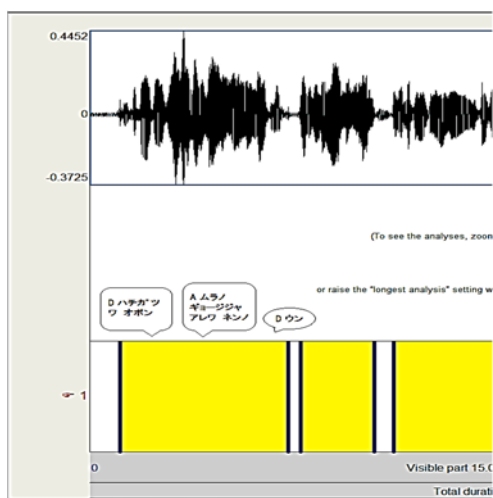 0.4452
0
-0.3725
(To see the analyses, zoon
or raise the "longest analysis" setting w
D ハチガ°ツ
ワ オボン
A ムラノ
ギョージジャ
アレワ ネンノ
D ウン
1
0
Visible part 15.0
Total durati